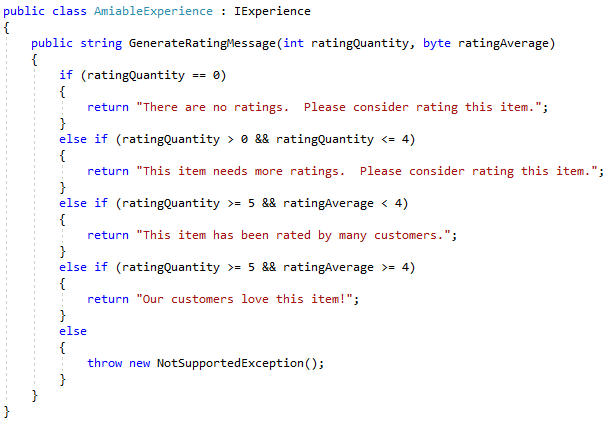 public class AmiableExperience : IExperience
{
    public string GenerateRatingMessage(int ratingQuantity, byte ratingAverage)
    {
        if (ratingQuantity == 0)
        {
            return "There are no ratings.  Please consider rating this item.";
        }
        else if (ratingQuantity > 0 && ratingQuantity <= 4)
        {
            return "This item needs more ratings.  Please consider rating this item.";
        }
        else if (ratingQuantity >= 5 && ratingAverage < 4)
        {
            return "This item has been rated by many customers.";
        }
        else if (ratingQuantity >= 5 && ratingAverage >= 4)
        {
            return "Our customers love this item!";
        }
        else
        {
            throw new NotSupportedException();
        }
    }
}